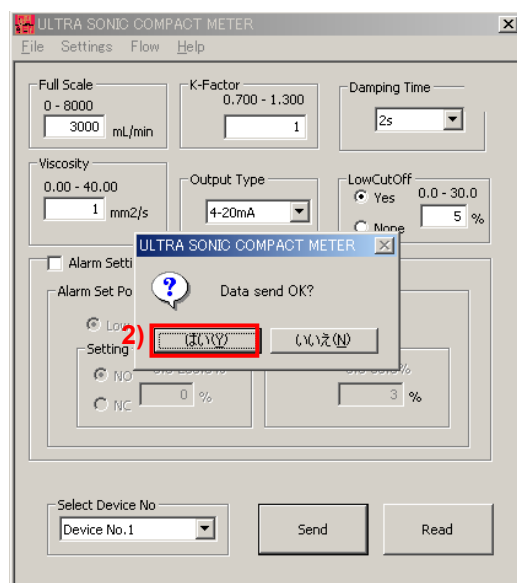 ULTRA SONIC COMPACT METER
File Settings Flow Help
Full Scale
0 - 8000
3000 mL/min
K-Factor
0.700 - 1.300
1
Damping Time
2s
Viscosity
0.00 - 40.00
1 mm2/s
Output Type
4-20mA
LowCutOff
Yes 0.0 - 30.0
None 5 %
Alarm Setti
Alarm Set Po
ULTRA SONIC COMPACT METER
Data send OK?
2) はい(Y) いいえ(N)
Low
Setting
NO
NC 0 %
3 %
Select Device No
Device No.1
Send
Read